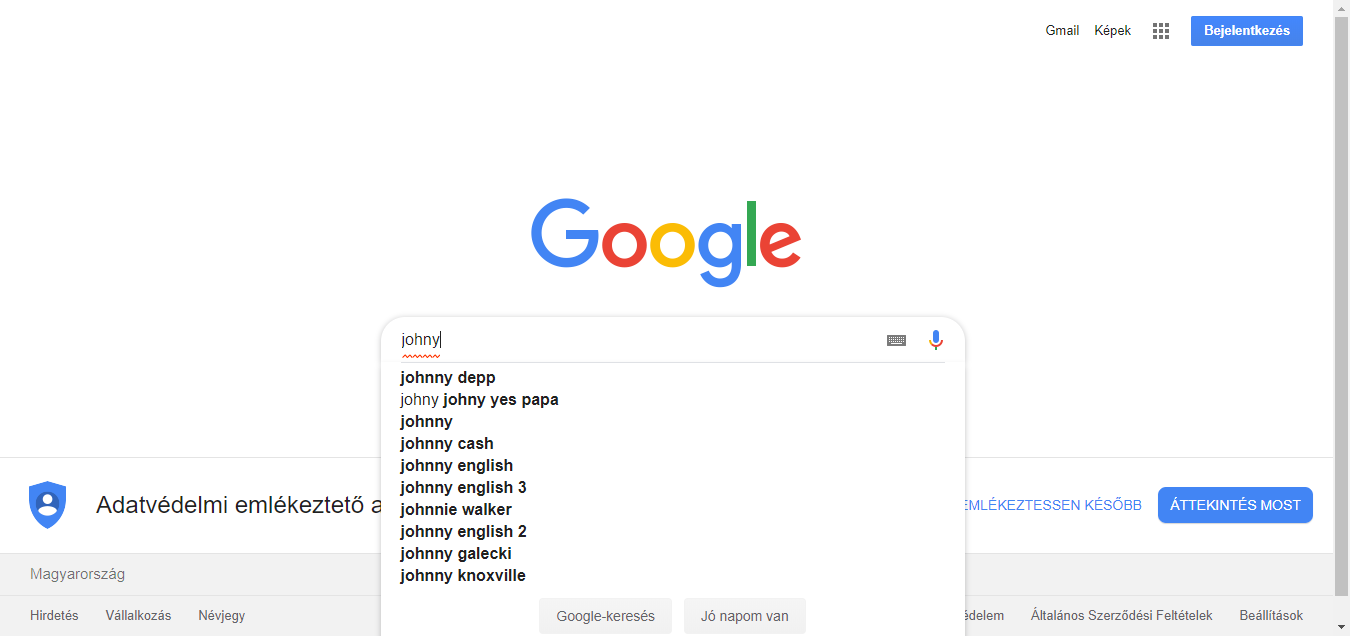 Gmail Képek Bejelentkezés
Google
johny
johnny depp
johny johny yes papa
johnny
johnny cash
johnny english
johnny english 3
johnnie walker
johnny english 2
johnny galecki
johnny knoxville
Adatvédelmi emlékeztető a EMLÉKEZTESSEN KÉSŐBB ÁTTEKINTÉS MOST
Magyarország
Google-keresés Jó napom van
Hirdetés Vállalkozás Névjegy édelem Általános Szerződési Feltételek Beállítások